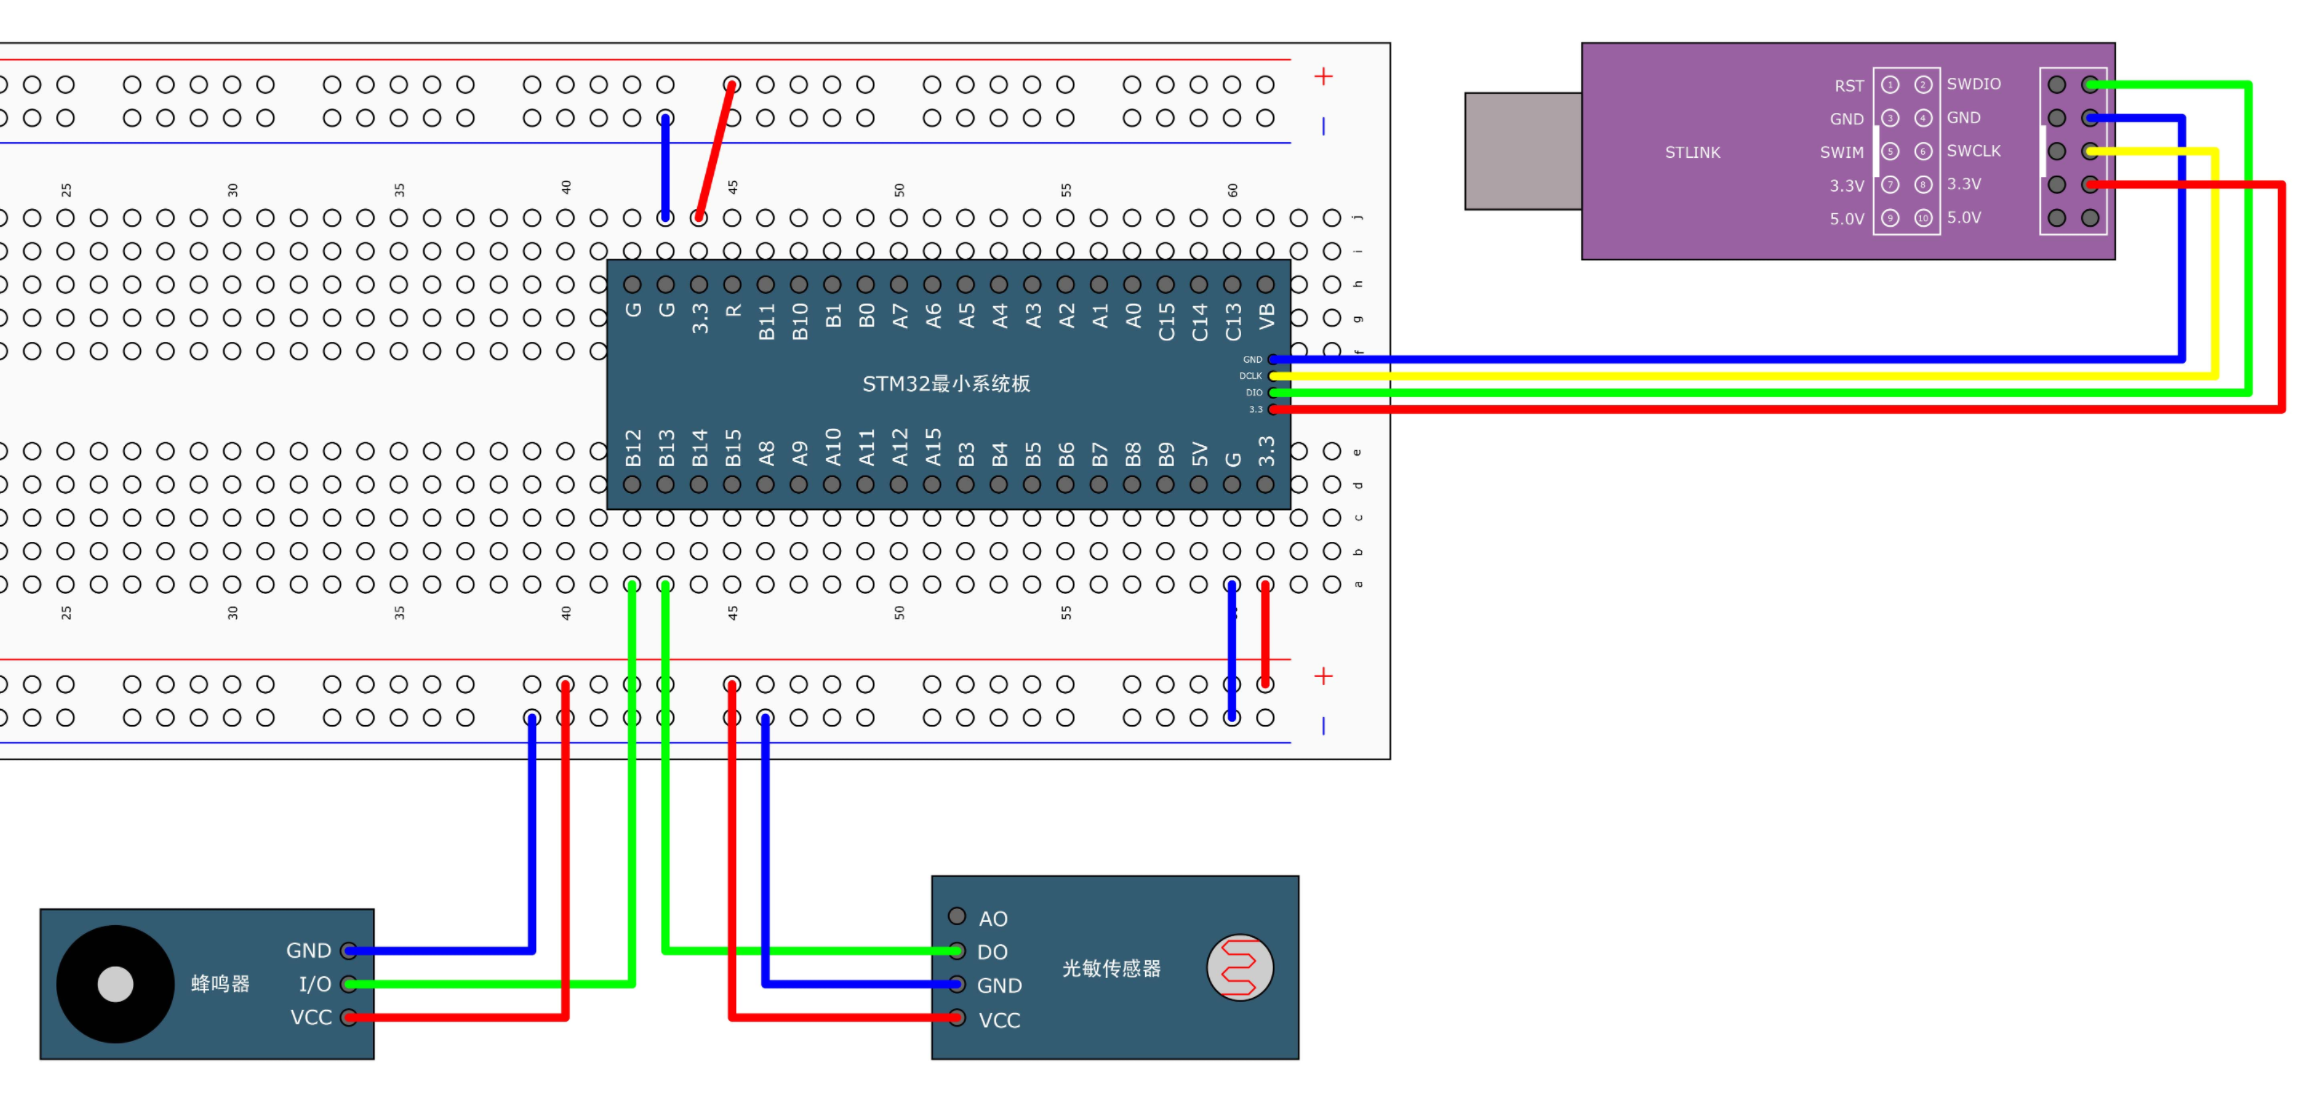 +
RST 1 2 SWDIO
GND 3 4 GND
STLINK
SWIM 5 6 SWCLK
3.3V 7 8 3.3V
5.0V 9 10 5.0V
—
25 30 35 40 45 50 55 60
j
i
h
g
f
G G 3.3 R B11 B10 B1 B0 A7 A6 A5 A4 A3 A2 A1 A0 C15 C14 C13 VB
GND
DCLK
DIO
3.3
STM32最小系统板
B12 B13 B14 B15 A8 A9 A10 A11 A12 A15 B3 B4 B5 B6 B7 B8 B9 5V G 3.3
e
d
c
b
a
25 30 35 40 45 50 55
+
—
GND
I/O
VCC
蜂鸣器
AO
DO
GND
VCC
光敏传感器